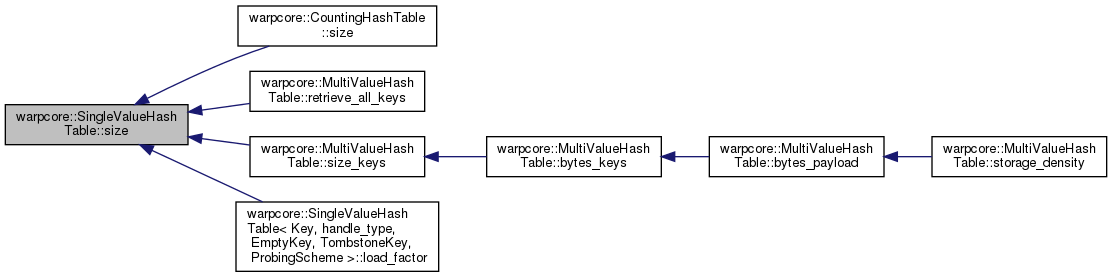 warpcore::CountingHashTable
::size
warpcore::MultiValueHash
Table::retrieve_all_keys
warpcore::SingleValueHash
Table::size
warpcore::MultiValueHash
Table::size_keys
warpcore::MultiValueHash
Table::bytes_keys
warpcore::MultiValueHash
Table::bytes_payload
warpcore::MultiValueHash
Table::storage_density
warpcore::SingleValueHash
Table< Key, handle_type,
EmptyKey, TombstoneKey,
ProbingScheme >::load_factor